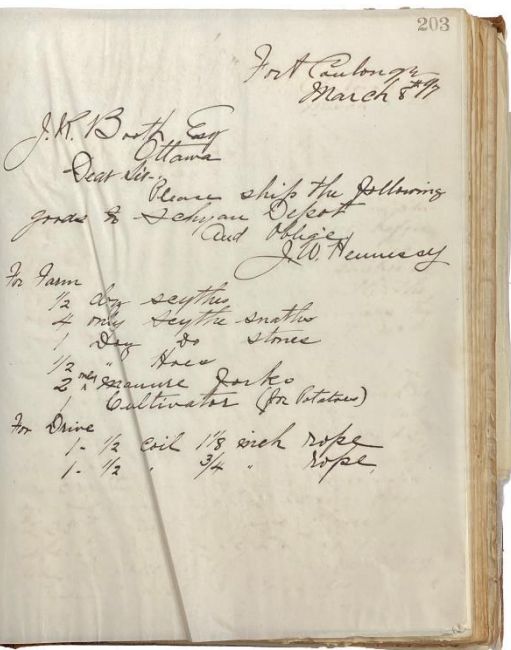 203
Fort Coulonge
March 8th 97
J. R. Booth Esq
Ottawa
Dear Sir,
Please ship the following
goods to Schyan Depot
And Oblige,
J. W. Hennessy
For Farm
1/2 doz scythes
4 only scythe snaths
1 Doz Do stones
1/2 " Hoes
2 manure forks
1 Cultivator (for Potatoes)
For Drive
1 - 1/2 coil 1 1/8 inch rope
1 - 1/2 " 3/4 " rope